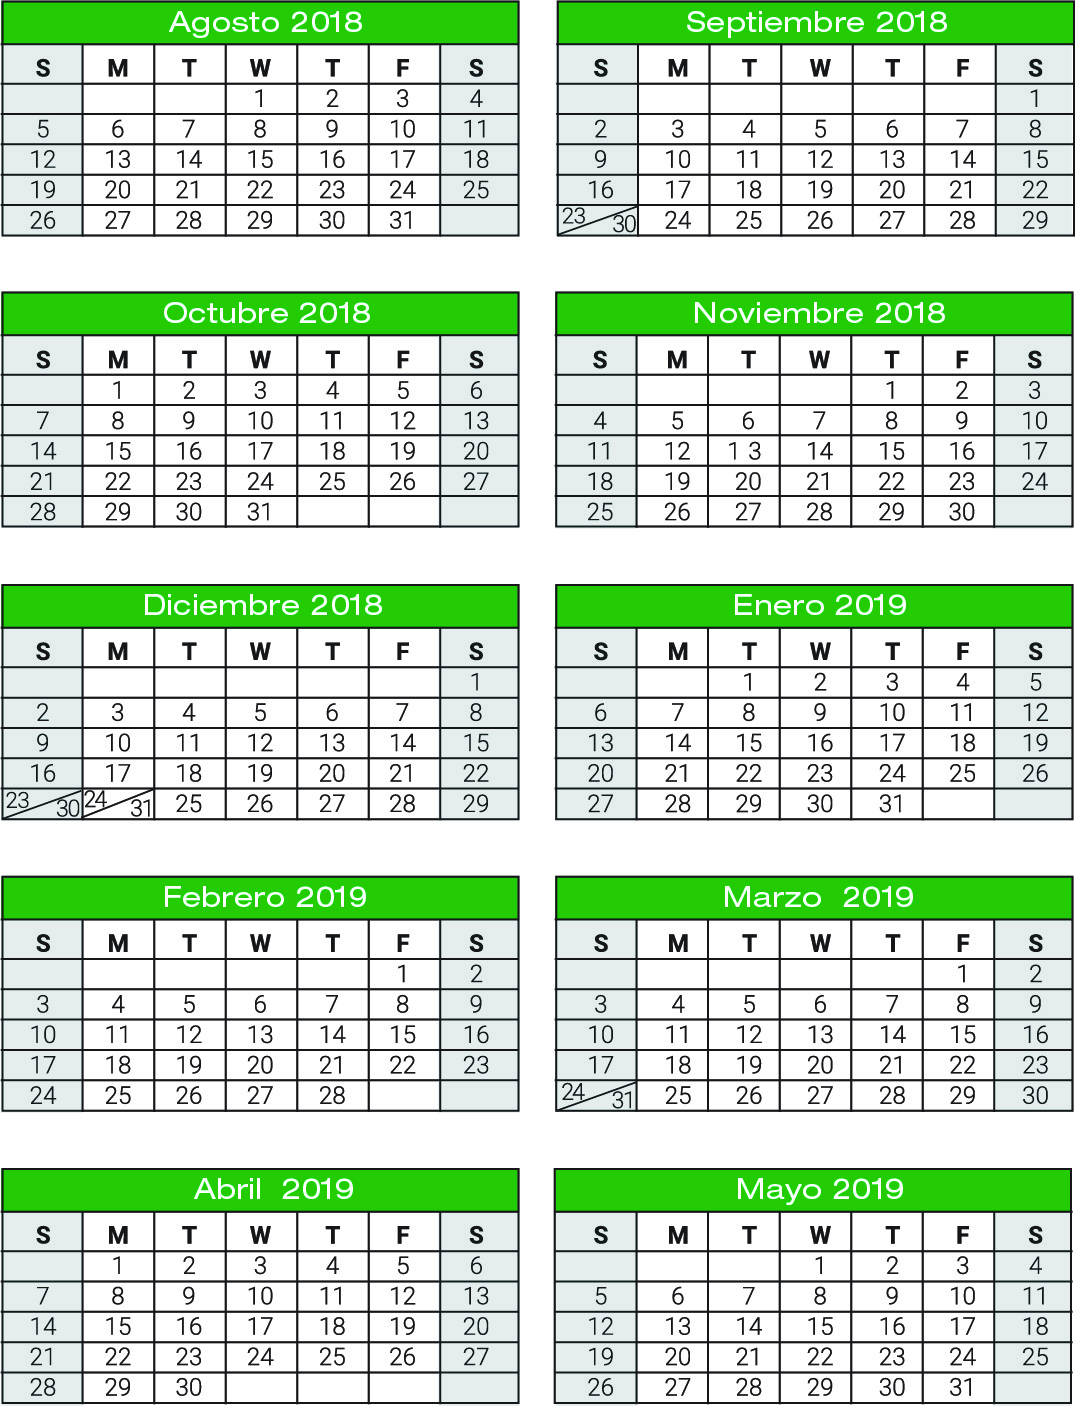 Agosto 2018
S M T W T F S
1 2 3 4
5 6 7 8 9 10 11
12 13 14 15 16 17 18
19 20 21 22 23 24 25
26 27 28 29 30 31
Septiembre 2018
S M T W T F S
1
2 3 4 5 6 7 8
9 10 11 12 13 14 15
16 17 18 19 20 21 22
23 30 24 25 26 27 28 29
Octubre 2018
S M T W T F S
1 2 3 4 5 6
7 8 9 10 11 12 13
14 15 16 17 18 19 20
21 22 23 24 25 26 27
28 29 30 31
Noviembre 2018
S M T W T F S
1 2 3
4 5 6 7 8 9 10
11 12 1 3 14 15 16 17
18 19 20 21 22 23 24
25 26 27 28 29 30
Diciembre 2018
S M T W T F S
1
2 3 4 5 6 7 8
9 10 11 12 13 14 15
16 17 18 19 20 21 22
23 30 24 31 25 26 27 28 29
Enero 2019
S M T W T F S
1 2 3 4 5
6 7 8 9 10 11 12
13 14 15 16 17 18 19
20 21 22 23 24 25 26
27 28 29 30 31
Febrero 2019
S M T W T F S
1 2
3 4 5 6 7 8 9
10 11 12 13 14 15 16
17 18 19 20 21 22 23
24 25 26 27 28
Marzo 2019
S M T W T F S
1 2
3 4 5 6 7 8 9
10 11 12 13 14 15 16
17 18 19 20 21 22 23
24 31 25 26 27 28 29 30
Abril 2019
S M T W T F S
1 2 3 4 5 6
7 8 9 10 11 12 13
14 15 16 17 18 19 20
21 22 23 24 25 26 27
28 29 30
Mayo 2019
S M T W T F S
1 2 3 4
5 6 7 8 9 10 11
12 13 14 15 16 17 18
19 20 21 22 23 24 25
26 27 28 29 30 31